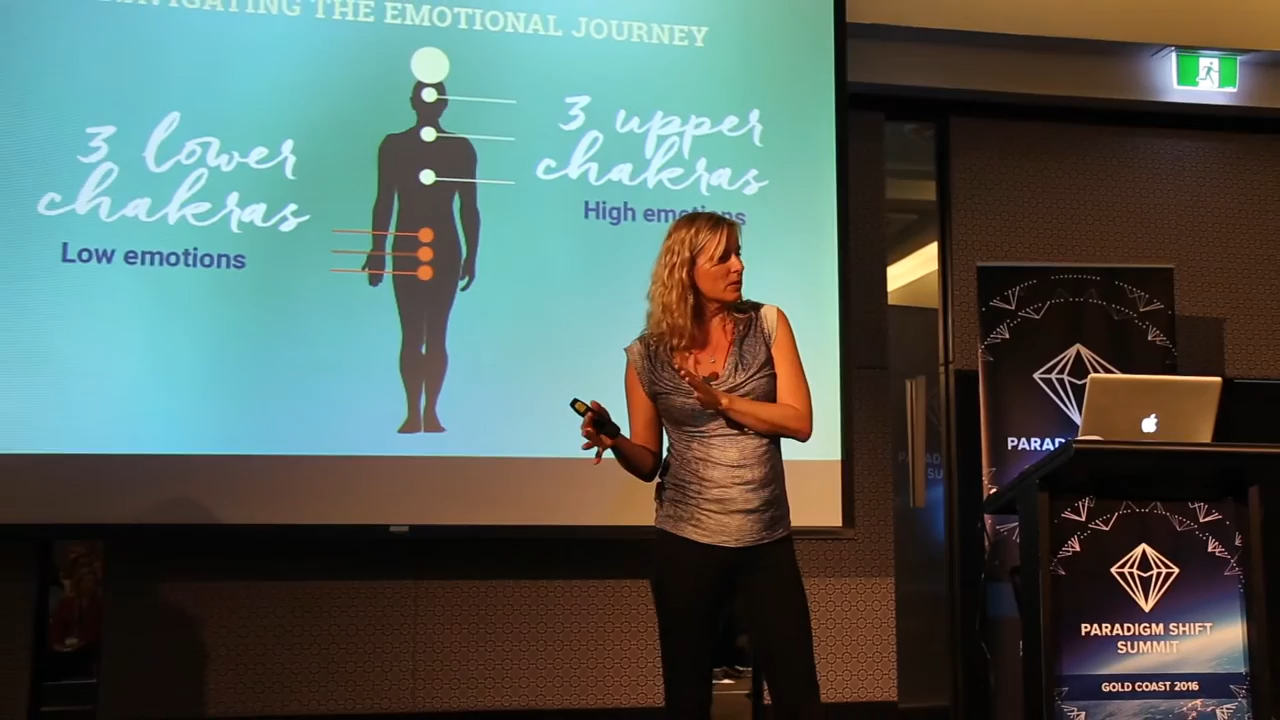 NAVIGATING THE EMOTIONAL JOURNEY
3 lower
chakras
Low emotions
3 upper
chakras
High emotions
PARADIGM SHIFT
SUMMIT
GOLD COAST 2016